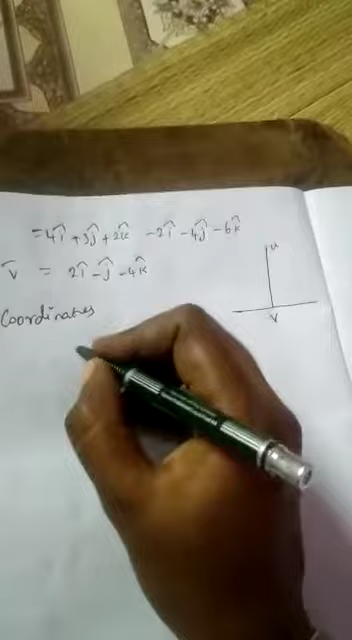 = 4î + 3ĵ + 2k̂ - 2î - 4ĵ - 6k̂
v̄ = 2î - ĵ - 4k̂
u
v
Coordinates